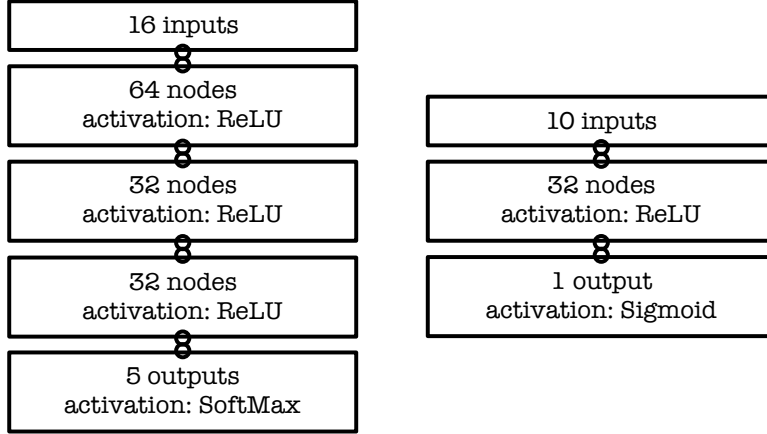 16 inputs
64 nodes
activation: ReLU
32 nodes
activation: ReLU
32 nodes
activation: ReLU
5 outputs
activation: SoftMax
10 inputs
32 nodes
activation: ReLU
1 output
activation: Sigmoid